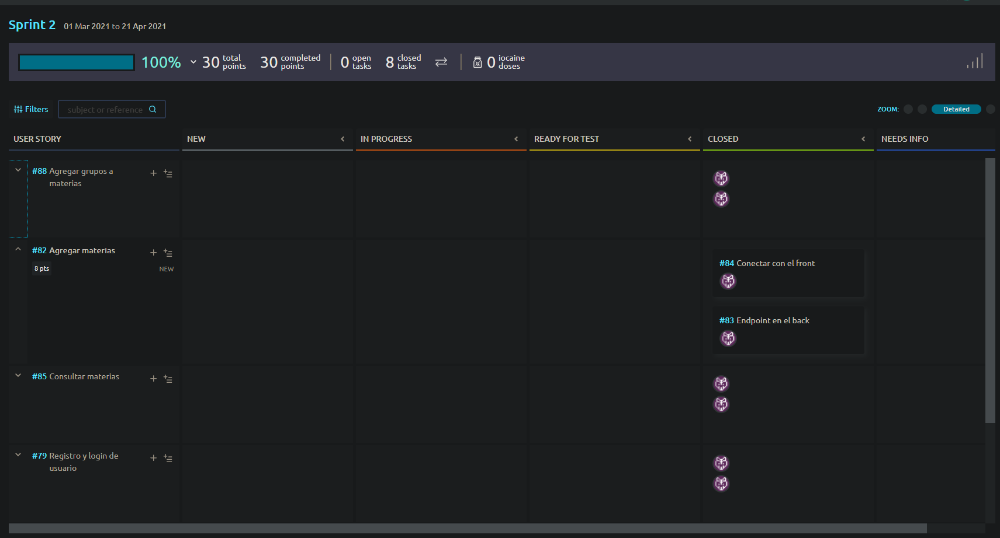 Sprint 2 01 Mar 2021 to 21 Apr 2021
100% 30 total points 30 completed points 0 open tasks 8 closed tasks 0 iocaine doses
Filters subject or reference ZOOM: Detailed
USER STORY NEW IN PROGRESS READY FOR TEST CLOSED NEEDS INFO
#88 Agregar grupos a
materias
#82 Agregar materias
8 pts NEW
#84 Conectar con el front
#83 Endpoint en el back
#85 Consultar materias
#79 Registro y login de
usuario